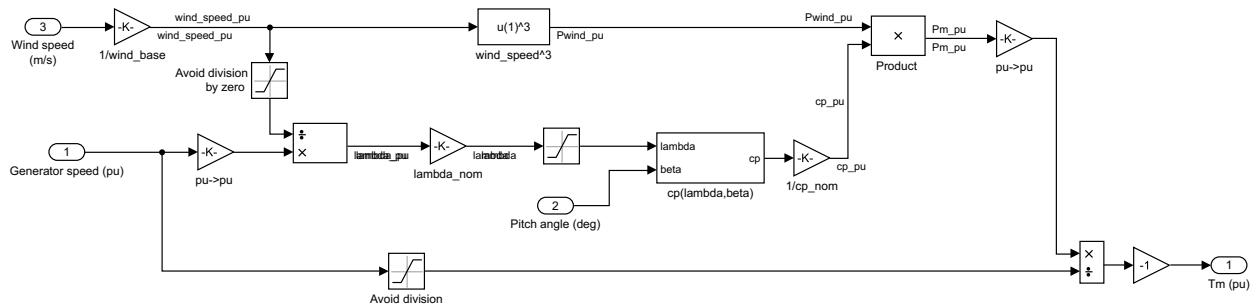 3
Wind speed
(m/s)
-K-
1/wind_base
wind_speed_pu
wind_speed_pu
Avoid division
by zero
u(1)^3
wind_speed^3
Pwind_pu
Pwind_pu
×
Product
Pm_pu
Pm_pu
-K-
pu->pu
1
Generator speed (pu)
-K-
pu->pu
÷
×
lambda_pu
-K-
lambda_nom
lambda
lambda
beta
cp
cp(lambda,beta)
2
Pitch angle (deg)
-K-
1/cp_nom
cp_pu
cp_pu
Avoid division
×
÷
-1
1
Tm (pu)